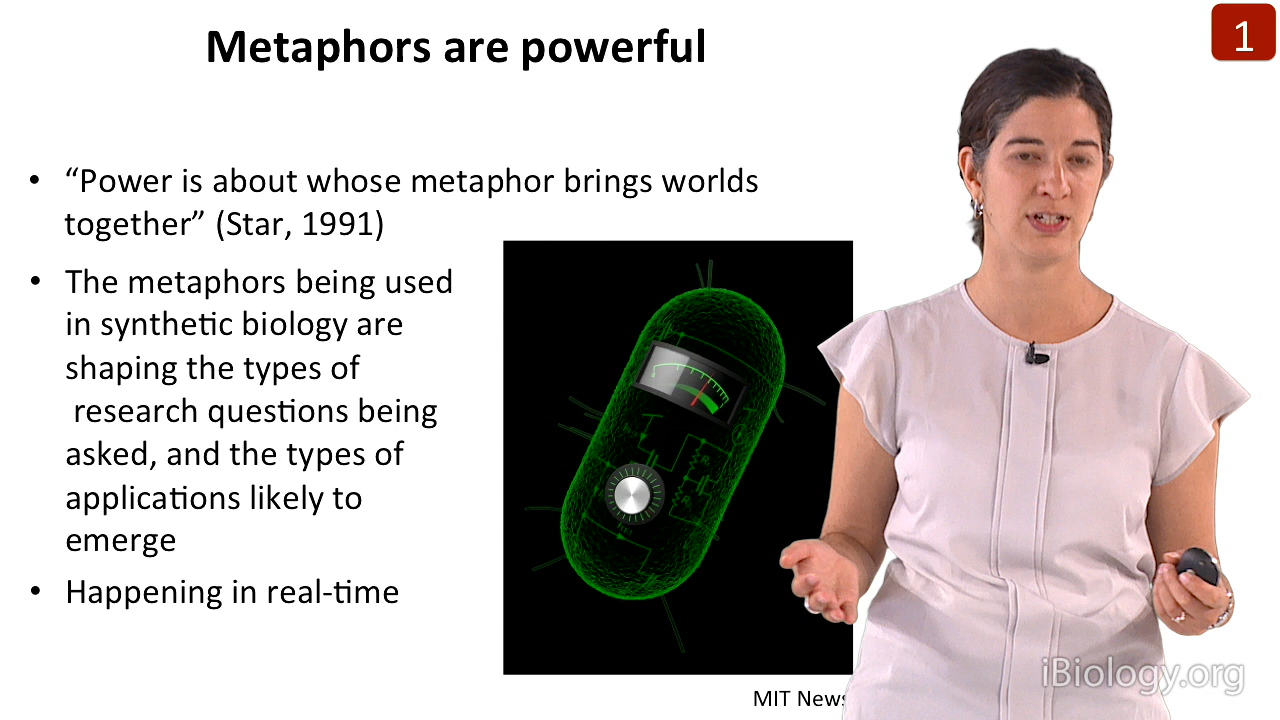 Metaphors are powerful
1
• “Power is about whose metaphor brings worlds
together” (Star, 1991)
• The metaphors being used
in synthetic biology are
shaping the types of
research questions being
asked, and the types of
applications likely to
emerge
• Happening in real-time
MIT News
iBiology.org